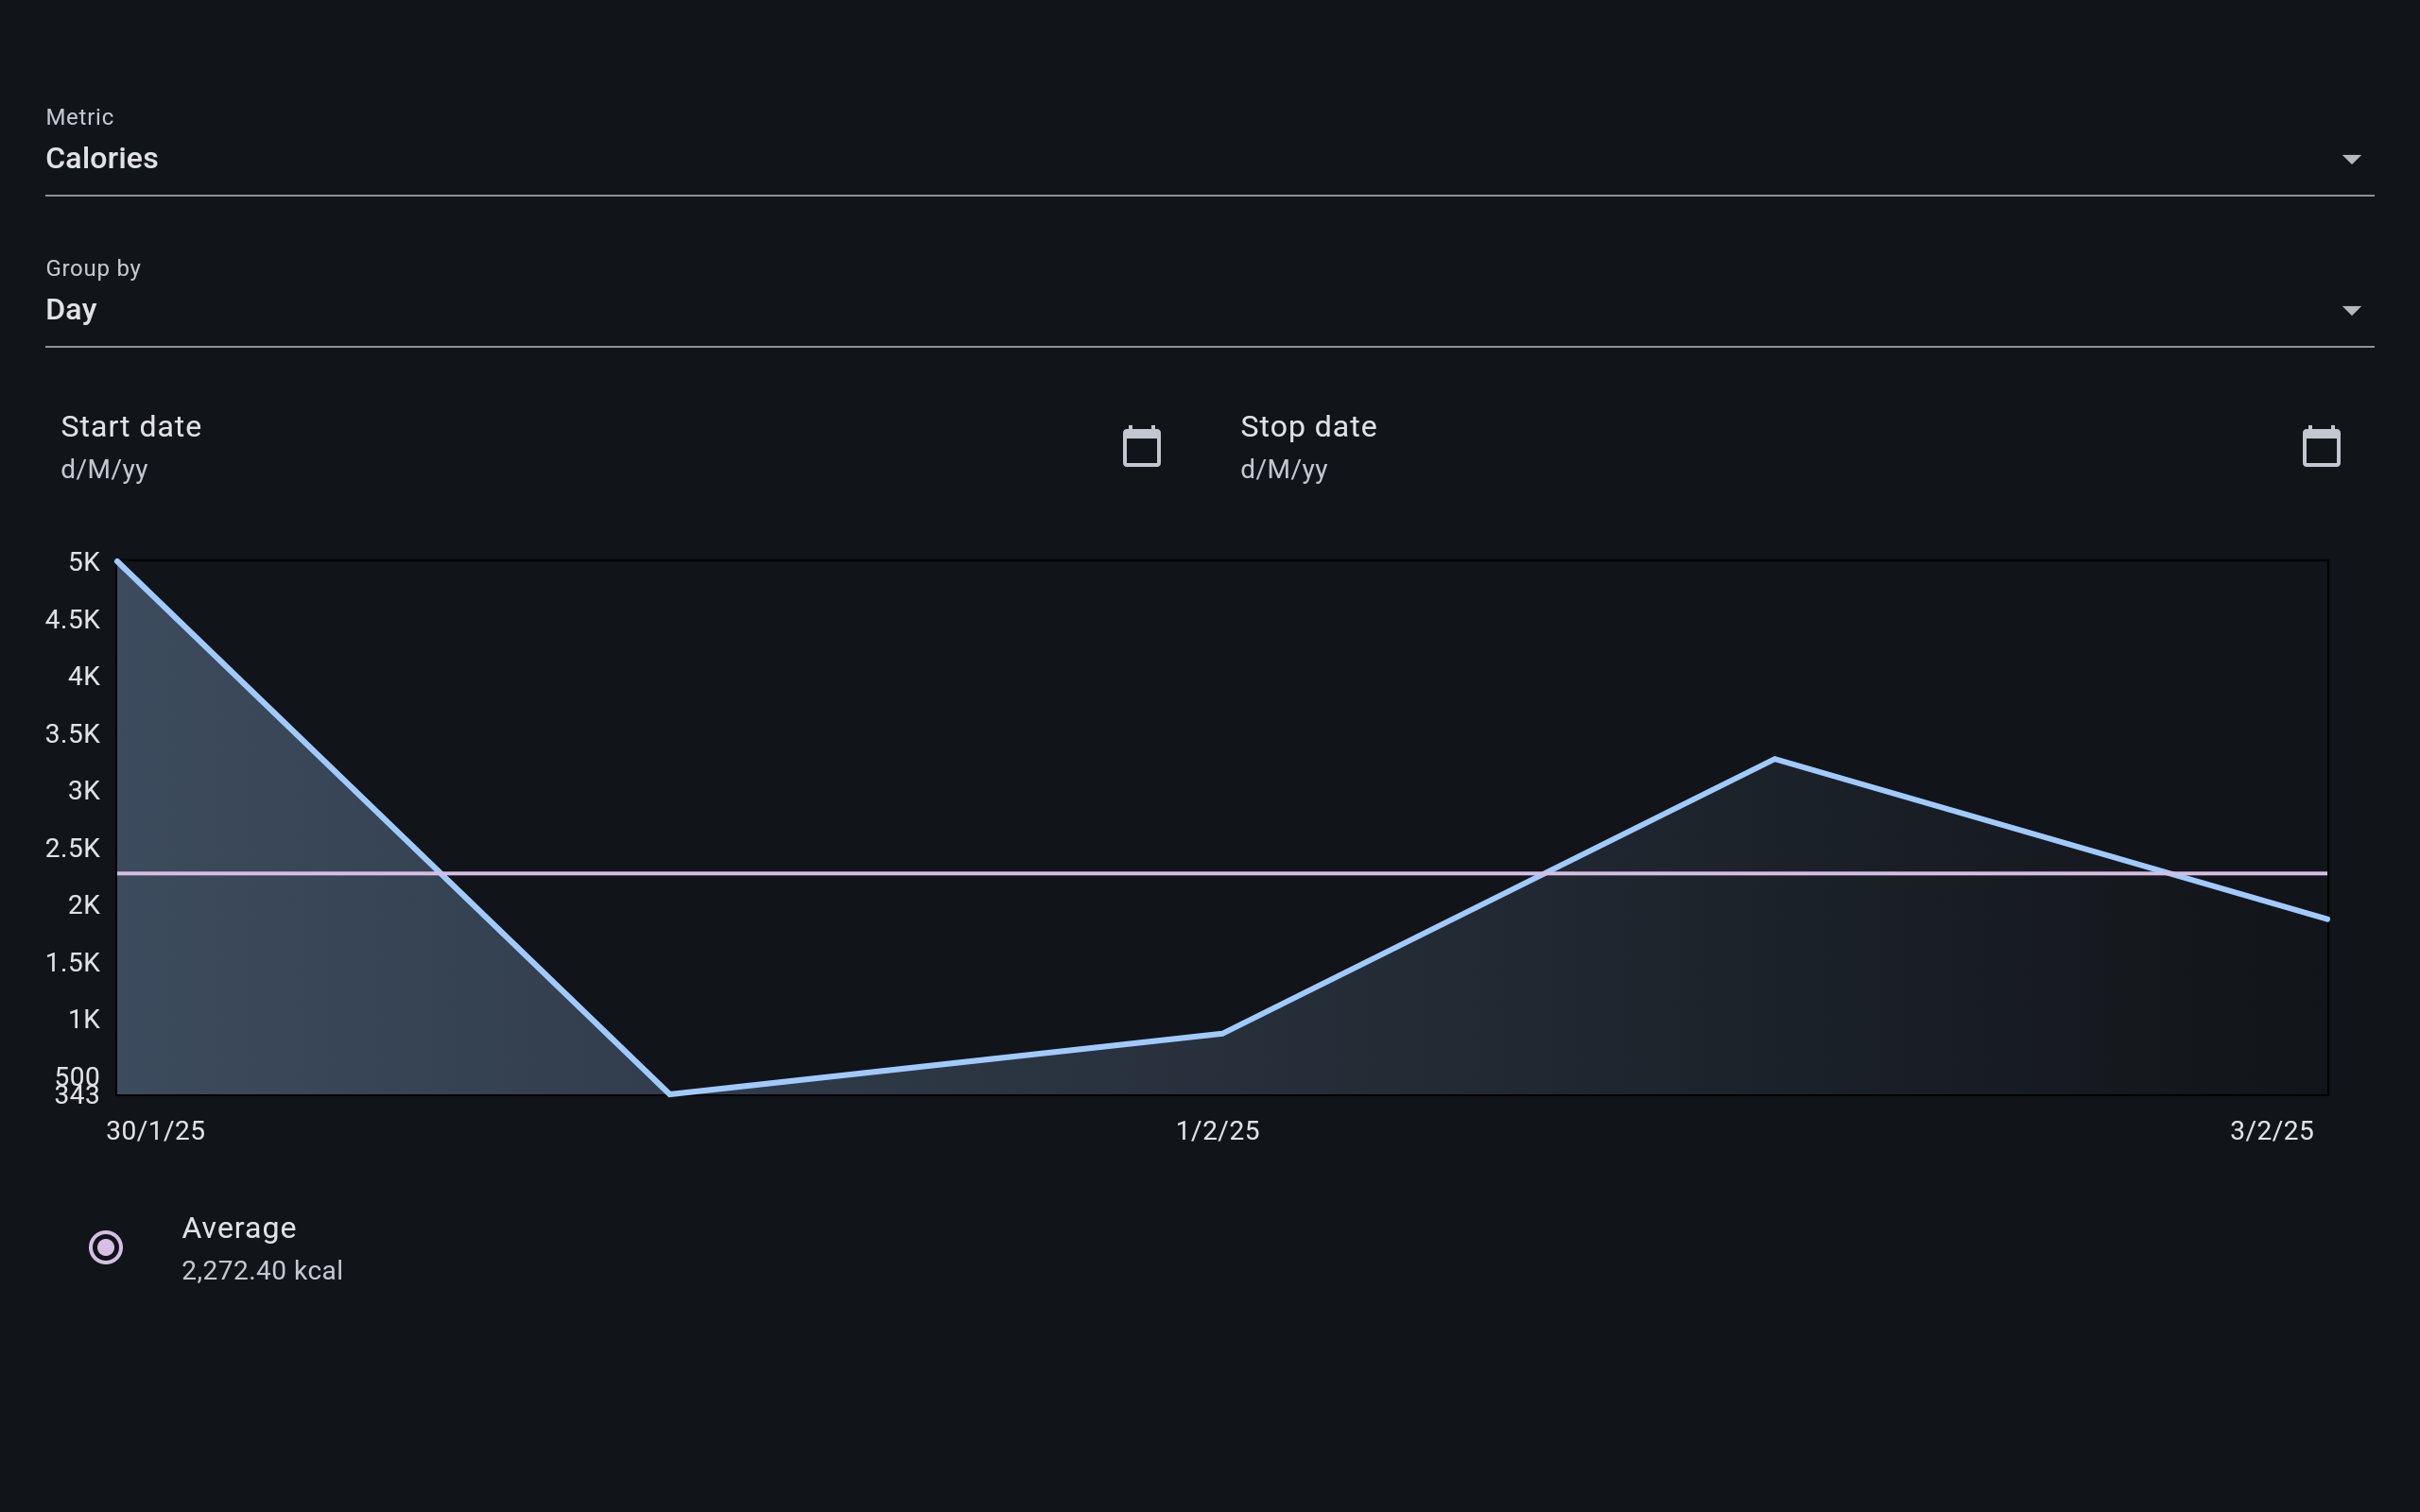 Metric
Calories
Group by
Day
Start date
d/M/yy
Stop date
d/M/yy
5K
4.5K
4K
3.5K
3K
2.5K
2K
1.5K
1K
500
343
30/1/25
1/2/25
3/2/25
Average
2,272.40 kcal